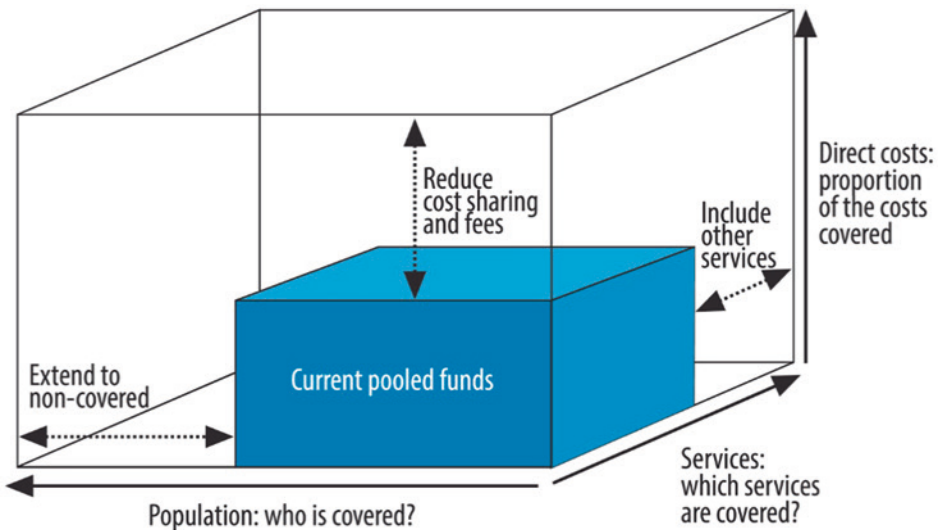 Reduce
cost sharing
and fees
Include
other
services
Direct costs:
proportion
of the costs
covered
Extend to
non-covered
Current pooled funds
Population: who is covered?
Services:
which services
are covered?